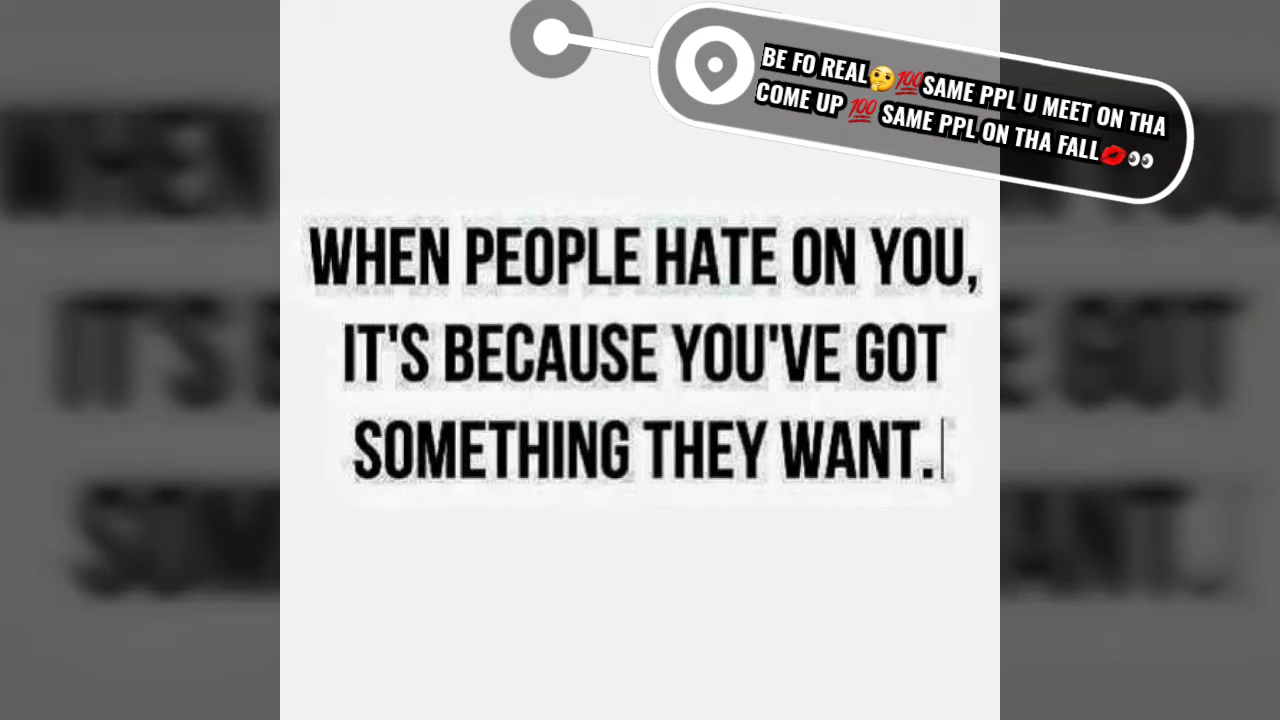 BE FO REAL🤔💯SAME PPL U MEET ON THA
COME UP 💯 SAME PPL ON THA FALL💋👀
WHEN PEOPLE HATE ON YOU,
IT'S BECAUSE YOU'VE GOT
SOMETHING THEY WANT.